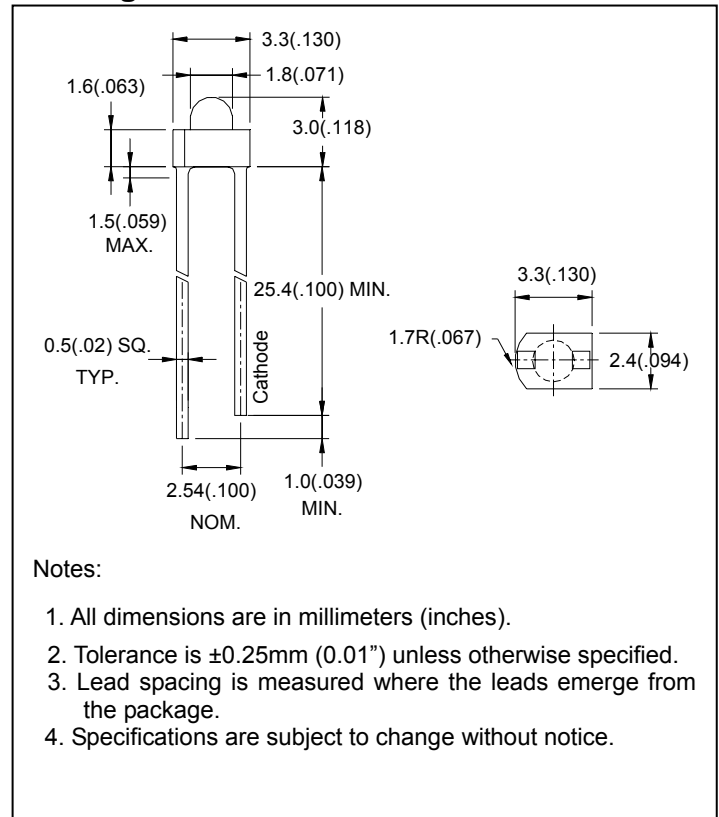 3.3(.130)
1.8(.071)
1.6(.063)
3.0(.118)
1.5(.059)
MAX.
25.4(.100) MIN.
3.3(.130)
1.7R(.067)
2.4(.094)
0.5(.02) SQ.
TYP.
Cathode
2.54(.100)
NOM.
1.0(.039)
MIN.
Notes:
1. All dimensions are in millimeters (inches).
2. Tolerance is ±0.25mm (0.01”) unless otherwise specified.
3. Lead spacing is measured where the leads emerge from
the package.
4. Specifications are subject to change without notice.